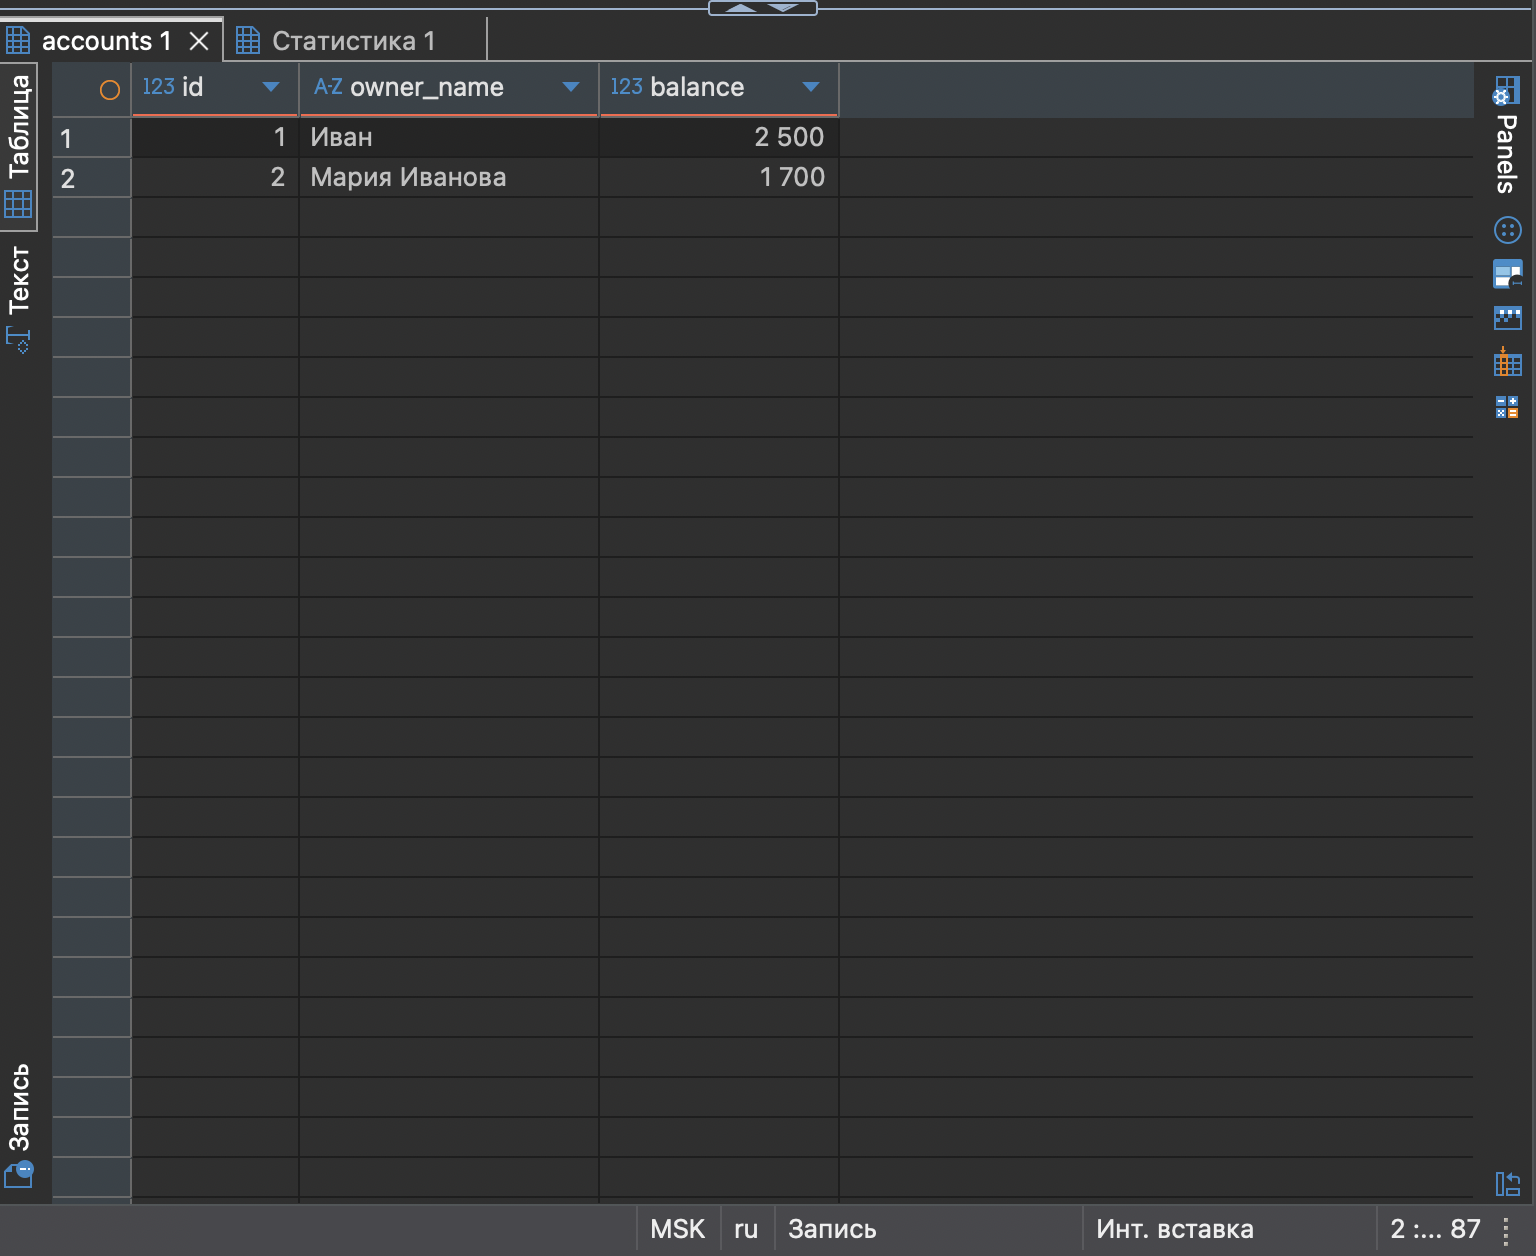 accounts 1 Статистика 1
Таблица
Текст
Запись
123 id A-Z owner_name 123 balance
1 1 Иван 2 500
2 2 Мария Иванова 1 700
Panels
MSK ru Запись Инт. вставка 2 :... 87